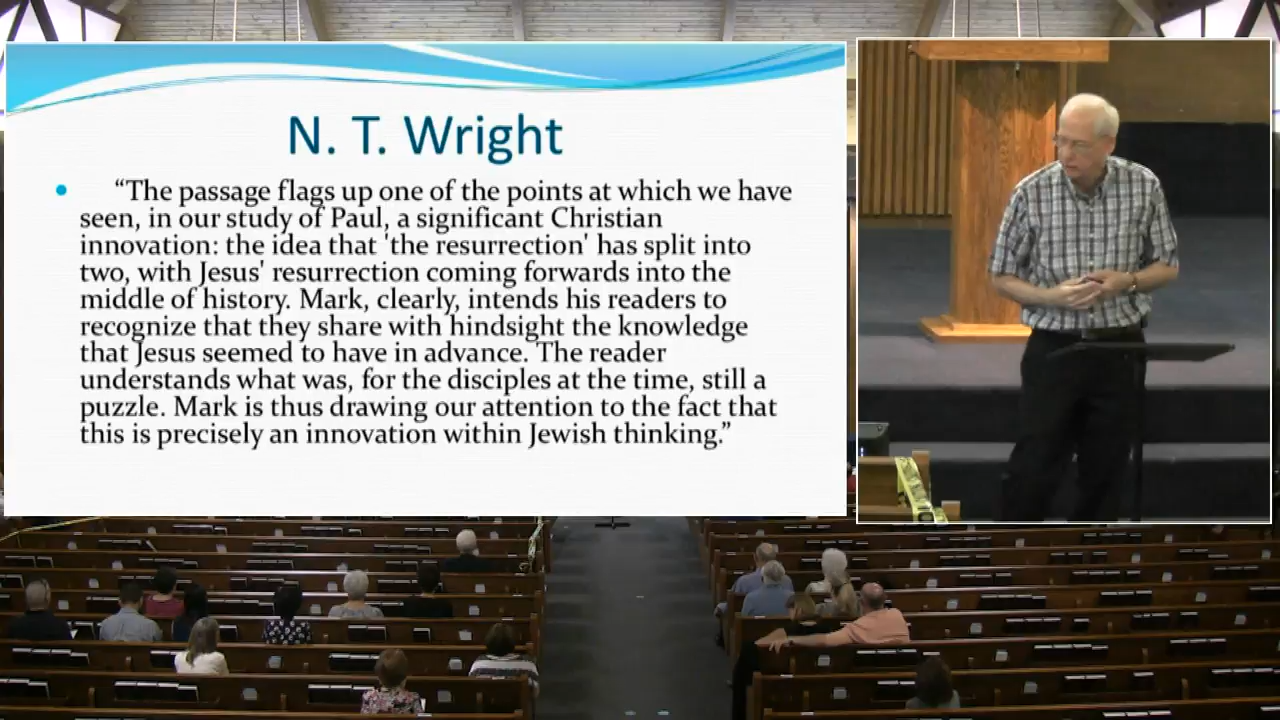 N. T. Wright
“The passage flags up one of the points at which we have
seen, in our study of Paul, a significant Christian
innovation: the idea that 'the resurrection' has split into
two, with Jesus' resurrection coming forwards into the
middle of history. Mark, clearly, intends his readers to
recognize that they share with hindsight the knowledge
that Jesus seemed to have in advance. The reader
understands what was, for the disciples at the time, still a
puzzle. Mark is thus drawing our attention to the fact that
this is precisely an innovation within Jewish thinking.”